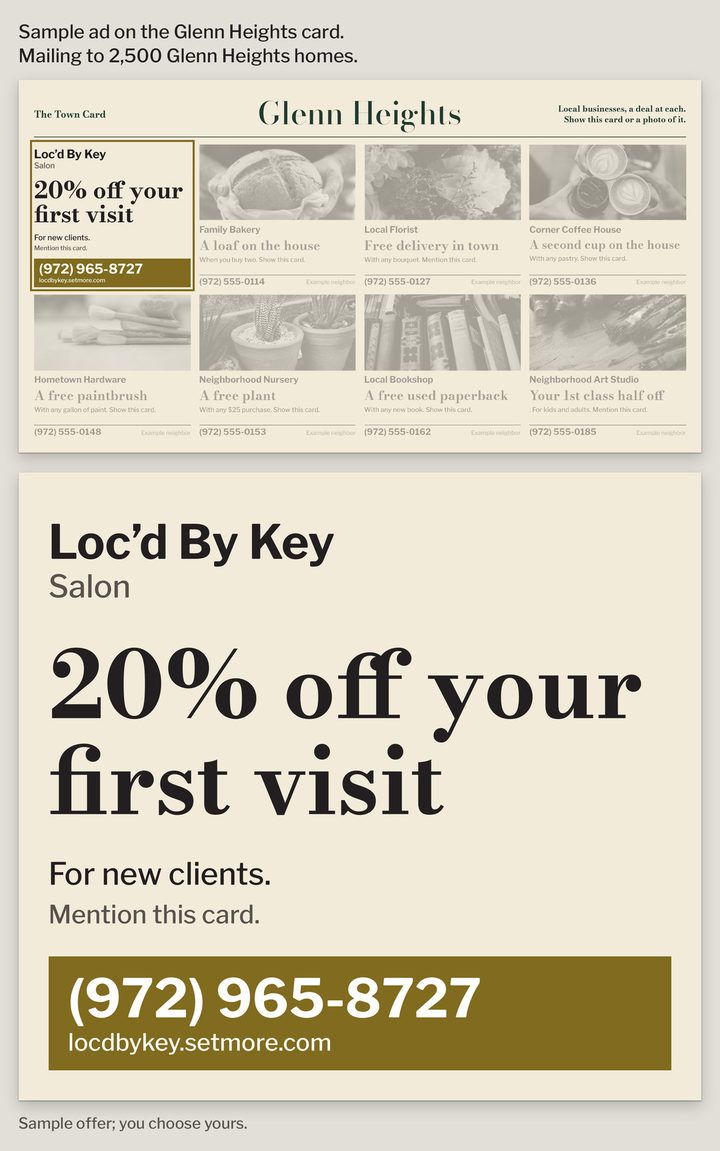 Sample ad on the Glenn Heights card.
Mailing to 2,500 Glenn Heights homes.
The Town Card
Glenn Heights
Local businesses, a deal at each.
Show this card or a photo of it.
Loc'd By Key
Salon
20% off your
first visit
For new clients.
Mention this card.
(972) 965-8727
locdbykey.setmore.com
Family Bakery
A loaf on the house
When you buy two. Show this card.
(972) 555-0114
Example neighbor
Local Florist
Free delivery in town
With any bouquet. Mention this card.
(972) 555-0127
Example neighbor
Corner Coffee House
A second cup on the house
With any pastry. Show this card.
(972) 555-0136
Example neighbor
Hometown Hardware
A free paintbrush
With any gallon of paint. Show this card.
(972) 555-0148
Example neighbor
Neighborhood Nursery
A free plant
With any $25 purchase. Show this card.
(972) 555-0153
Example neighbor
Local Bookshop
A free used paperback
With any new book. Show this card.
(972) 555-0162
Example neighbor
Neighborhood Art Studio
Your 1st class half off
For kids and adults. Mention this card.
(972) 555-0185
Example neighbor
Loc’d By Key
Salon
20% off your
first visit
For new clients.
Mention this card.
(972) 965-8727
locdbykey.setmore.com
Sample offer; you choose yours.